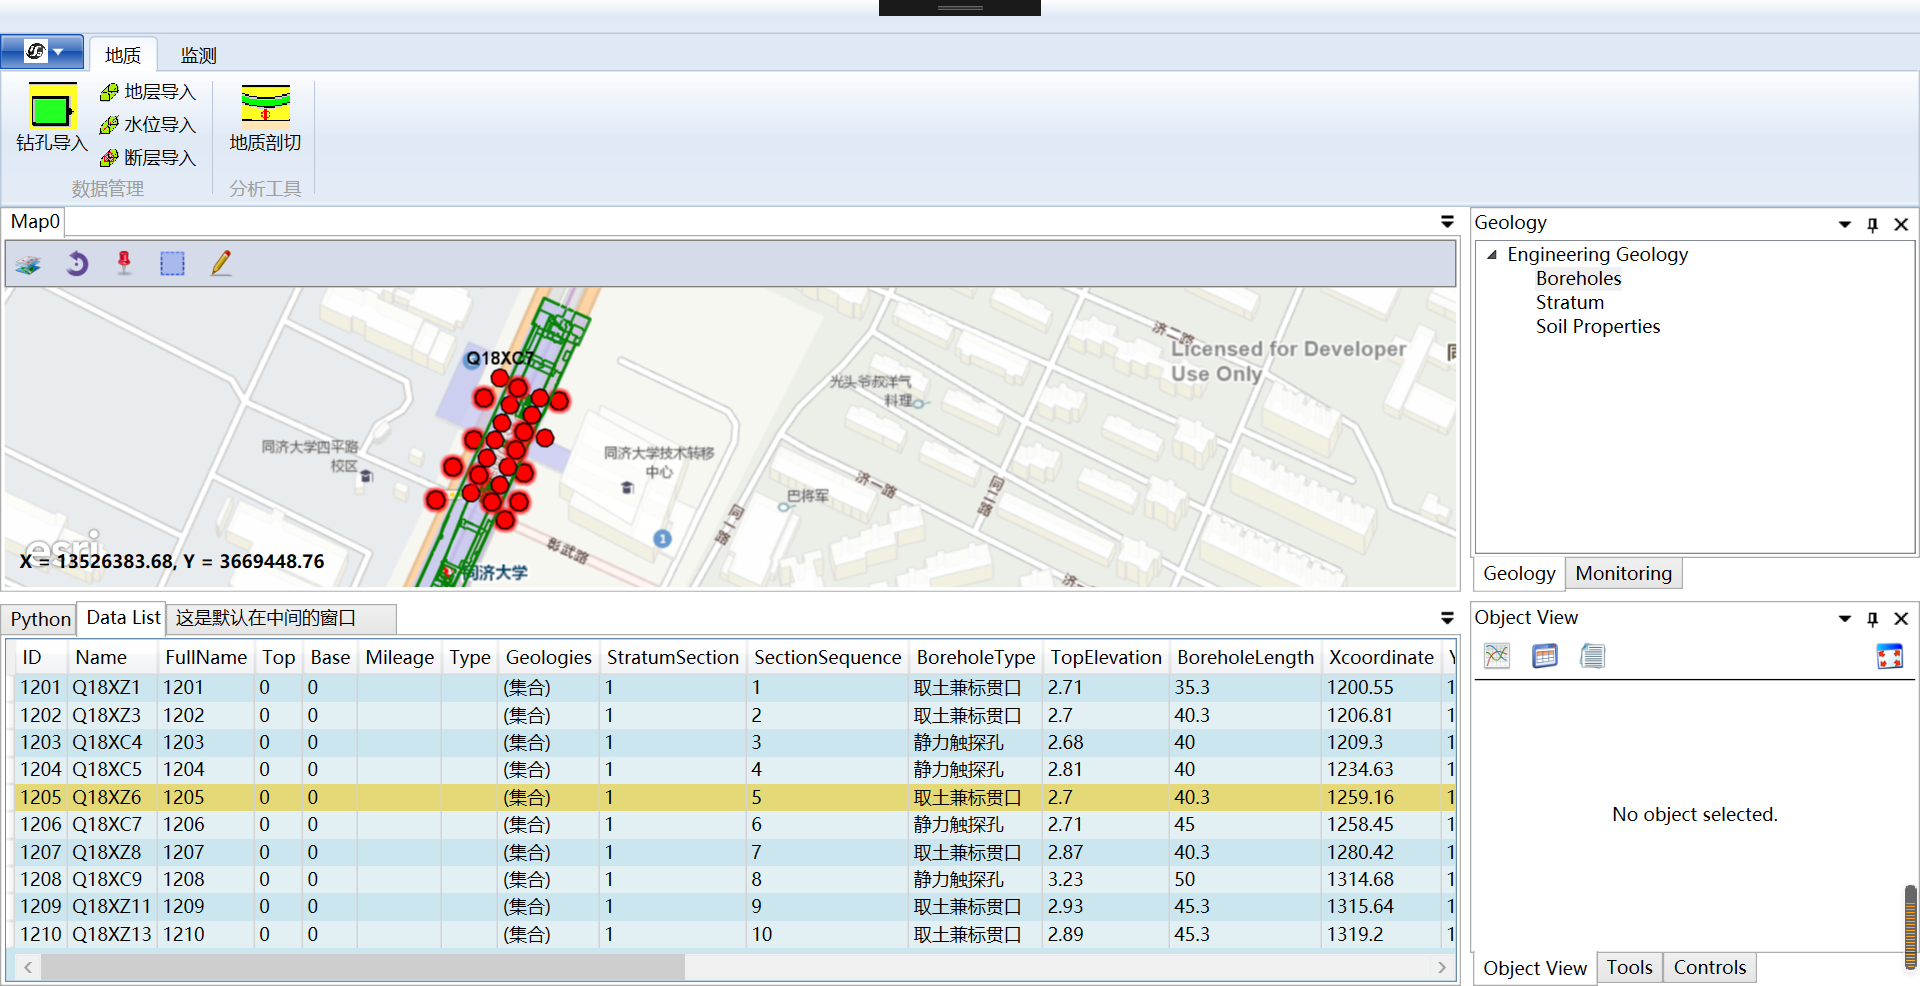 地质 监测
钻孔导入 地层导入 水位导入 断层导入 地质剖切
数据管理 分析工具
Map0
Geology
Engineering Geology
Boreholes
Stratum
Soil Properties
Q18XC7
济二路
Licensed for Developer
Use Only
光头爷叔洋气
料理
同济大学四平路
校区
同济大学技术转移
中心
济一路
巴将军
同一路
同二路
1
彰武路
同济大学
济一
esri
X = 13526383.68, Y = 3669448.76
Geology Monitoring
Python Data List 这是默认在中间的窗口
Object View
ID Name FullName Top Base Mileage Type Geologies StratumSection SectionSequence BoreholeType TopElevation BoreholeLength Xcoordinate Y
1201 Q18XZ1 1201 0 0 (集合) 1 1 取土兼标贯口 2.71 35.3 1200.55 1
1202 Q18XZ3 1202 0 0 (集合) 1 2 取土兼标贯口 2.7 40.3 1206.81 1
1203 Q18XC4 1203 0 0 (集合) 1 3 静力触探孔 2.68 40 1209.3 1
1204 Q18XC5 1204 0 0 (集合) 1 4 静力触探孔 2.81 40 1234.63 1
1205 Q18XZ6 1205 0 0 (集合) 1 5 取土兼标贯口 2.7 40.3 1259.16 1
1206 Q18XC7 1206 0 0 (集合) 1 6 静力触探孔 2.71 45 1258.45 1
1207 Q18XZ8 1207 0 0 (集合) 1 7 取土兼标贯口 2.87 40.3 1280.42 1
1208 Q18XC9 1208 0 0 (集合) 1 8 静力触探孔 3.23 50 1314.68 1
1209 Q18XZ11 1209 0 0 (集合) 1 9 取土兼标贯口 2.93 45.3 1315.64 1
1210 Q18XZ13 1210 0 0 (集合) 1 10 取土兼标贯口 2.89 45.3 1319.2 1
No object selected.
Object View Tools Controls